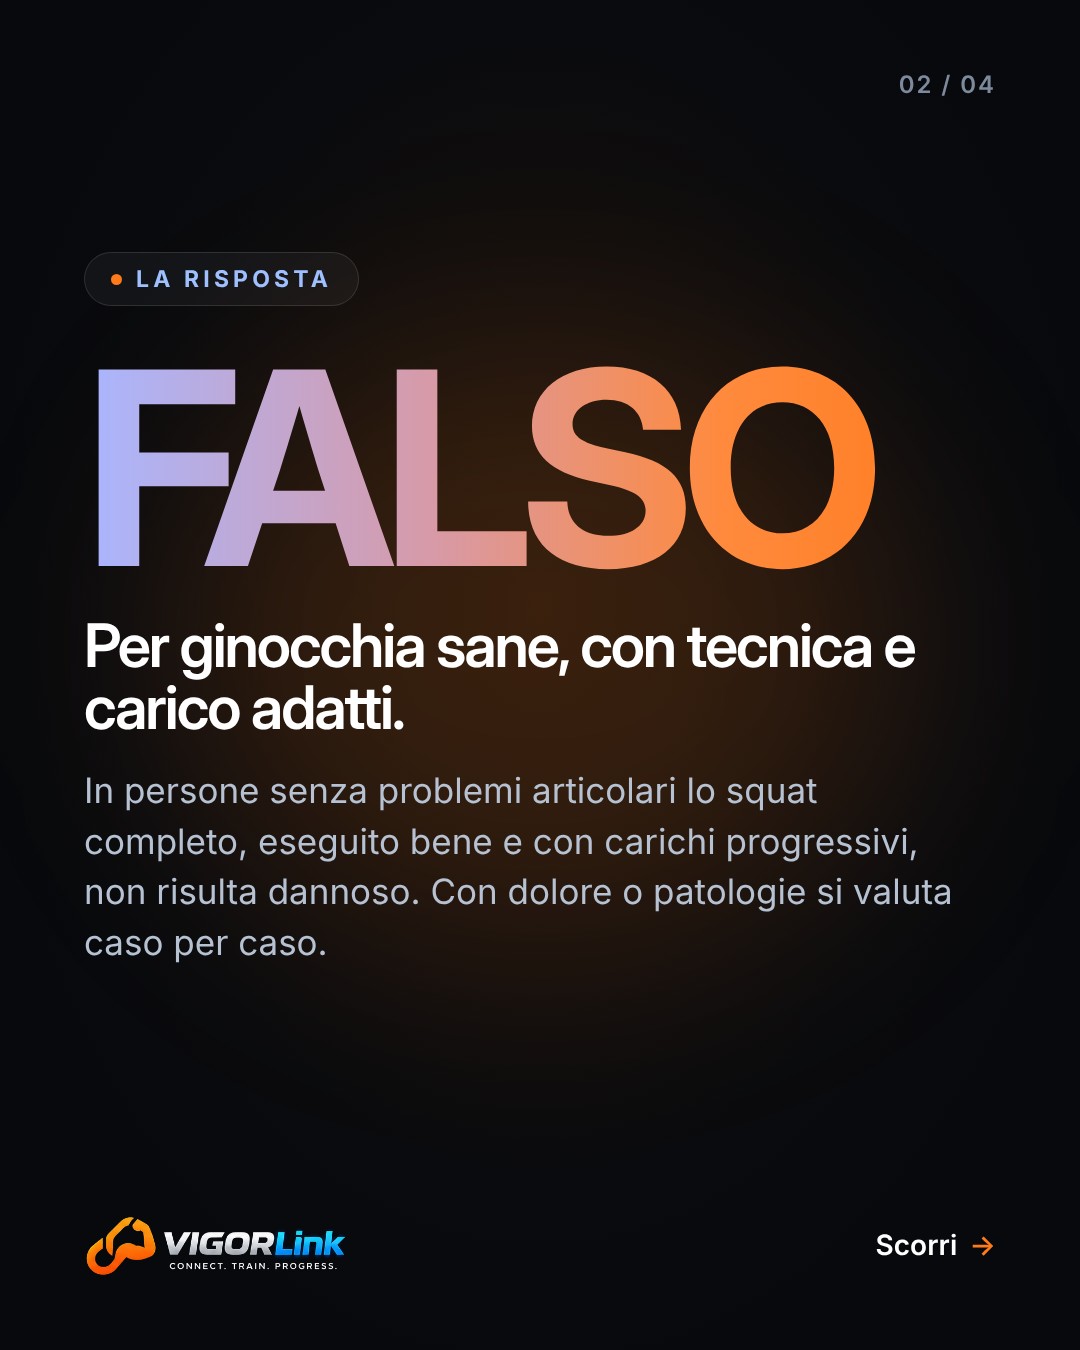 02 / 04
LA RISPOSTA
FALSO
Per ginocchia sane, con tecnica e
carico adatti.
In persone senza problemi articolari lo squat
completo, eseguito bene e con carichi progressivi,
non risulta dannoso. Con dolore o patologie si valuta
caso per caso.
VIGORLink
CONNECT. TRAIN. PROGRESS.
Scorri →